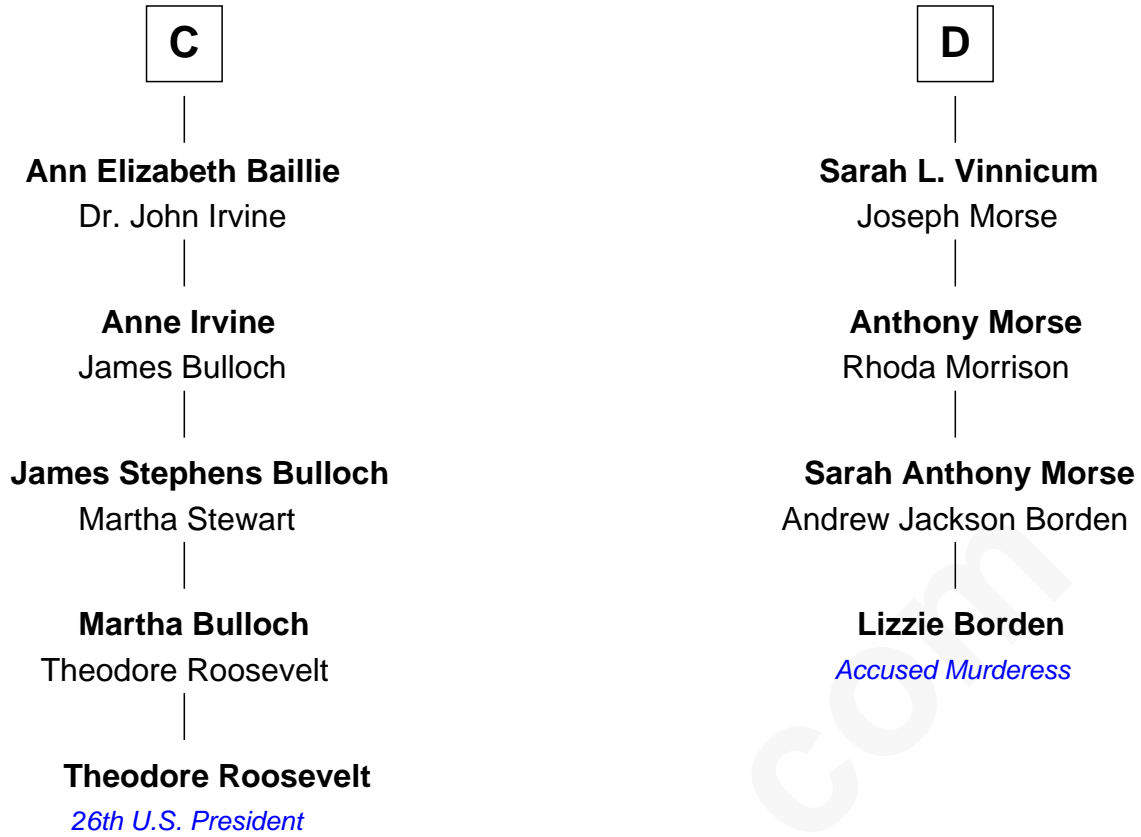 C
Ann Elizabeth Baillie
Dr. John Irvine
Anne Irvine
James Bulloch
James Stephens Bulloch
Martha Stewart
Martha Bulloch
Theodore Roosevelt
Theodore Roosevelt
26th U.S. President
D
Sarah L. Vinnicum
Joseph Morse
Anthony Morse
Rhoda Morrison
Sarah Anthony Morse
Andrew Jackson Borden
Lizzie Borden
Accused Murderess
com